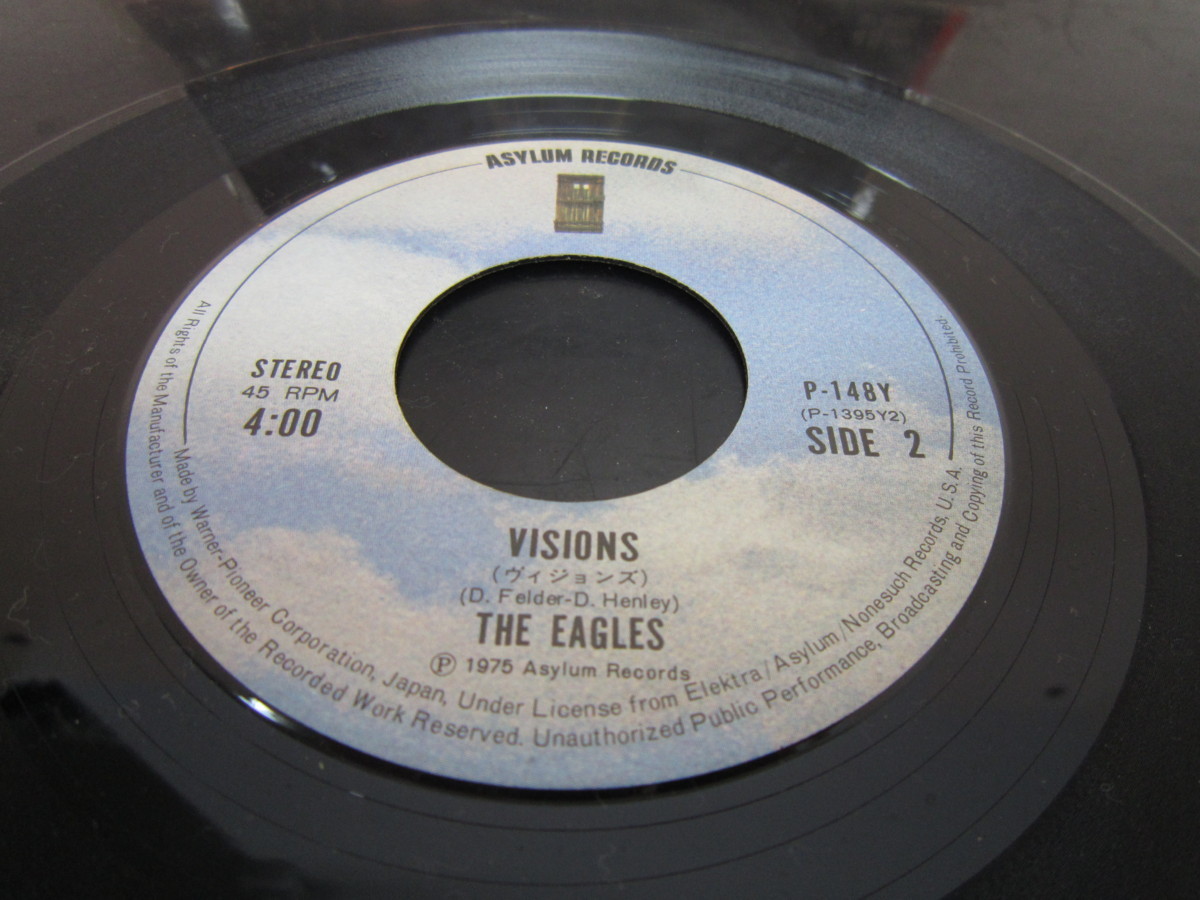 ASYLUM RECORDS
STEREO
45 RPM
4:00
P-148Y
(P-1395Y2)
SIDE 2
VISIONS
(ヴィジョンズ)
(D. Felder-D. Henley)
THE EAGLES
Ⓟ 1975 Asylum Records
Made by Warner-Pioneer Corporation, Japan, Under License from Elektra/Asylum/Nonesuch Records, U.S.A.
All Rights of the Manufacturer and of the Owner of the Recorded Work Reserved. Unauthorized Public Performance, Broadcasting and Copying of this Record Prohibited.